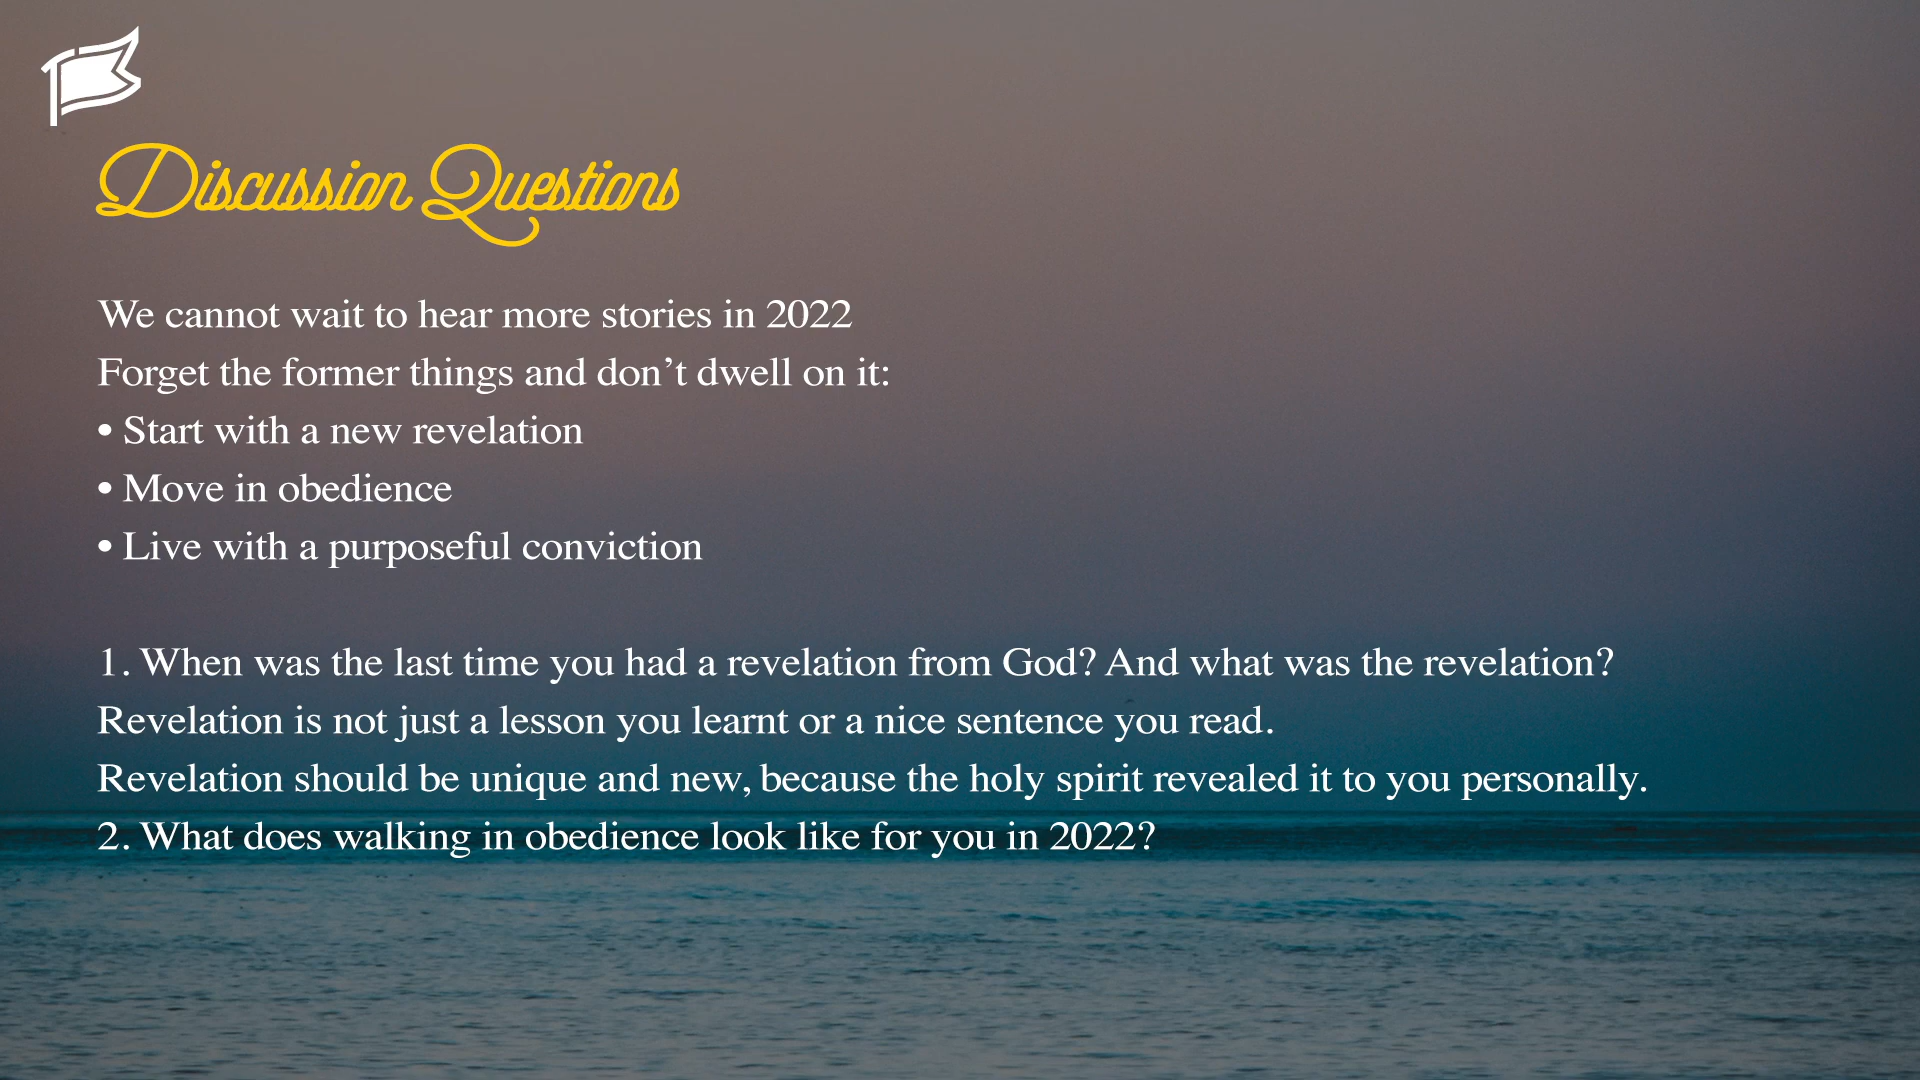 Discussion Questions
We cannot wait to hear more stories in 2022
Forget the former things and don’t dwell on it:
• Start with a new revelation
• Move in obedience
• Live with a purposeful conviction
1. When was the last time you had a revelation from God? And what was the revelation?
Revelation is not just a lesson you learnt or a nice sentence you read.
Revelation should be unique and new, because the holy spirit revealed it to you personally.
2. What does walking in obedience look like for you in 2022?